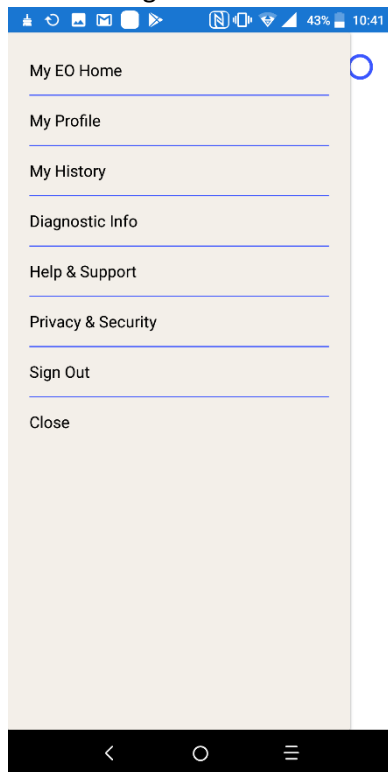 43% 10:41
My EO Home
My Profile
My History
Diagnostic Info
Help & Support
Privacy & Security
Sign Out
Close